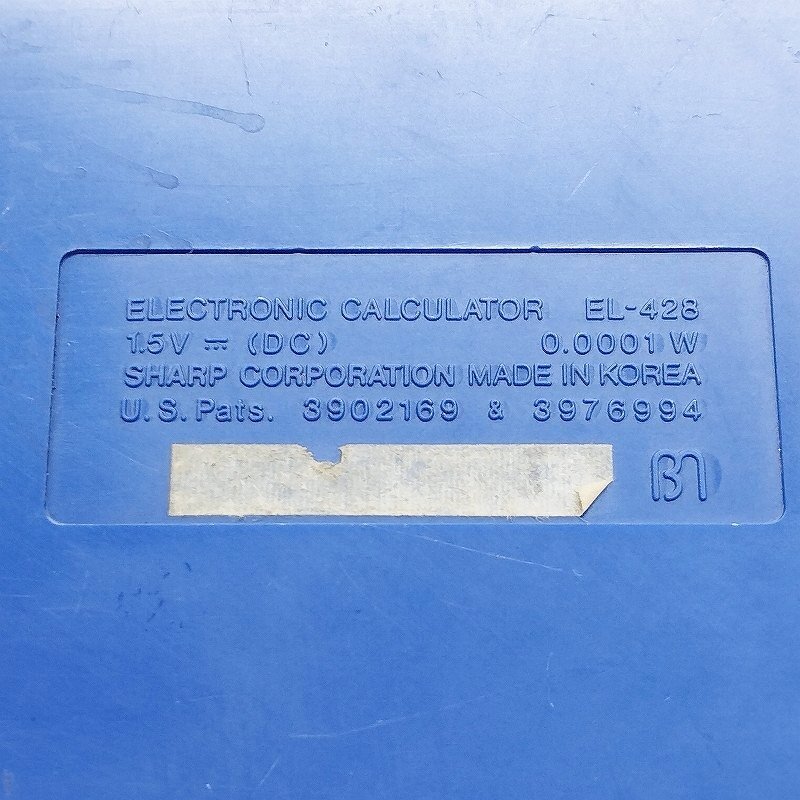 ELECTRONIC CALCULATOR EL-428
1.5V ⎓ (DC) 0.0001 W
SHARP CORPORATION MADE IN KOREA
U.S. Pats. 3902169 & 3976994